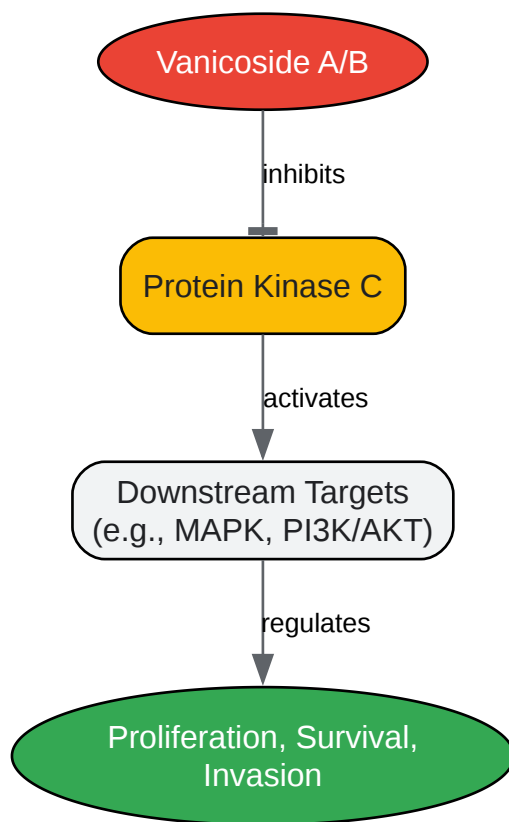 Vanicoside A/B
inhibits
Protein Kinase C
activates
Downstream Targets
(e.g., MAPK, PI3K/AKT)
regulates
Proliferation, Survival,
Invasion